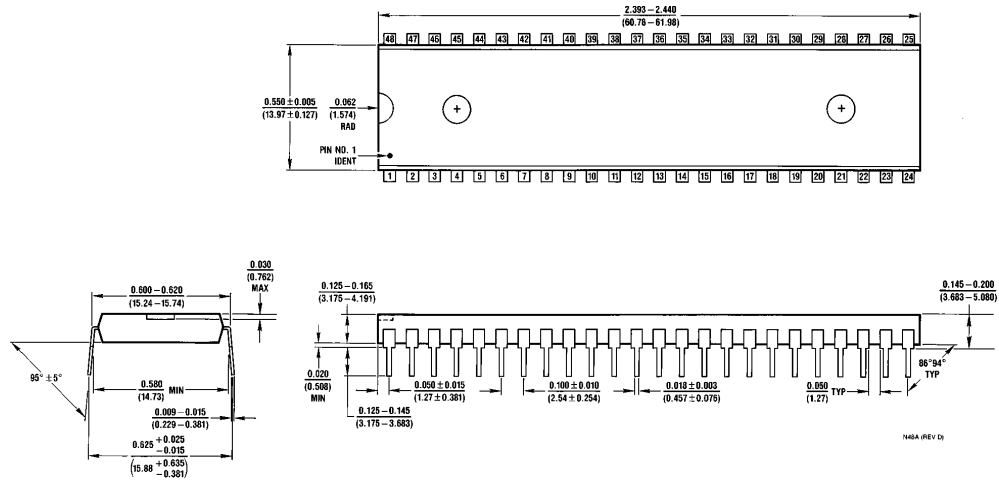 2.393 – 2.440
(60.78 – 61.98)
48 47 46 45 44 43 42 41 40 39 38 37 36 35 34 33 32 31 30 29 28 27 26 25
0.550 ± 0.005
(13.97 ± 0.127)
0.062
(1.574)
RAD
PIN NO. 1
IDENT
1 2 3 4 5 6 7 8 9 10 11 12 13 14 15 16 17 18 19 20 21 22 23 24
0.030
(0.762)
MAX
0.600 – 0.620
(15.24 – 15.74)
95° ± 5°
0.580
(14.73)
MIN
0.009 – 0.015
(0.229 – 0.381)
0.625 + 0.025
– 0.015
(15.88 + 0.635
– 0.381)
0.125 – 0.165
(3.175 – 4.191)
0.145 – 0.200
(3.683 – 5.080)
0.020
(0.508)
MIN
0.050 ± 0.015
(1.27 ± 0.381)
0.100 ± 0.010
(2.54 ± 0.254)
0.018 ± 0.003
(0.457 ± 0.076)
0.050
(1.27)
TYP
86°94°
TYP
0.125 – 0.145
(3.175 – 3.683)
N48A (REV D)